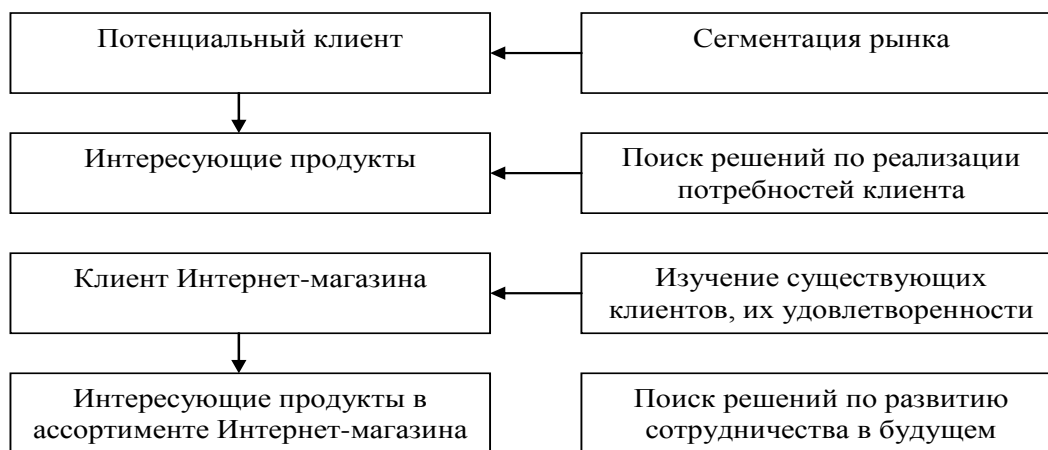 Потенциальный клиент
Сегментация рынка
Интересующие продукты
Поиск решений по реализации
потребностей клиента
Клиент Интернет-магазина
Изучение существующих
клиентов, их удовлетворенности
Интересующие продукты в
ассортименте Интернет-магазина
Поиск решений по развитию
сотрудничества в будущем